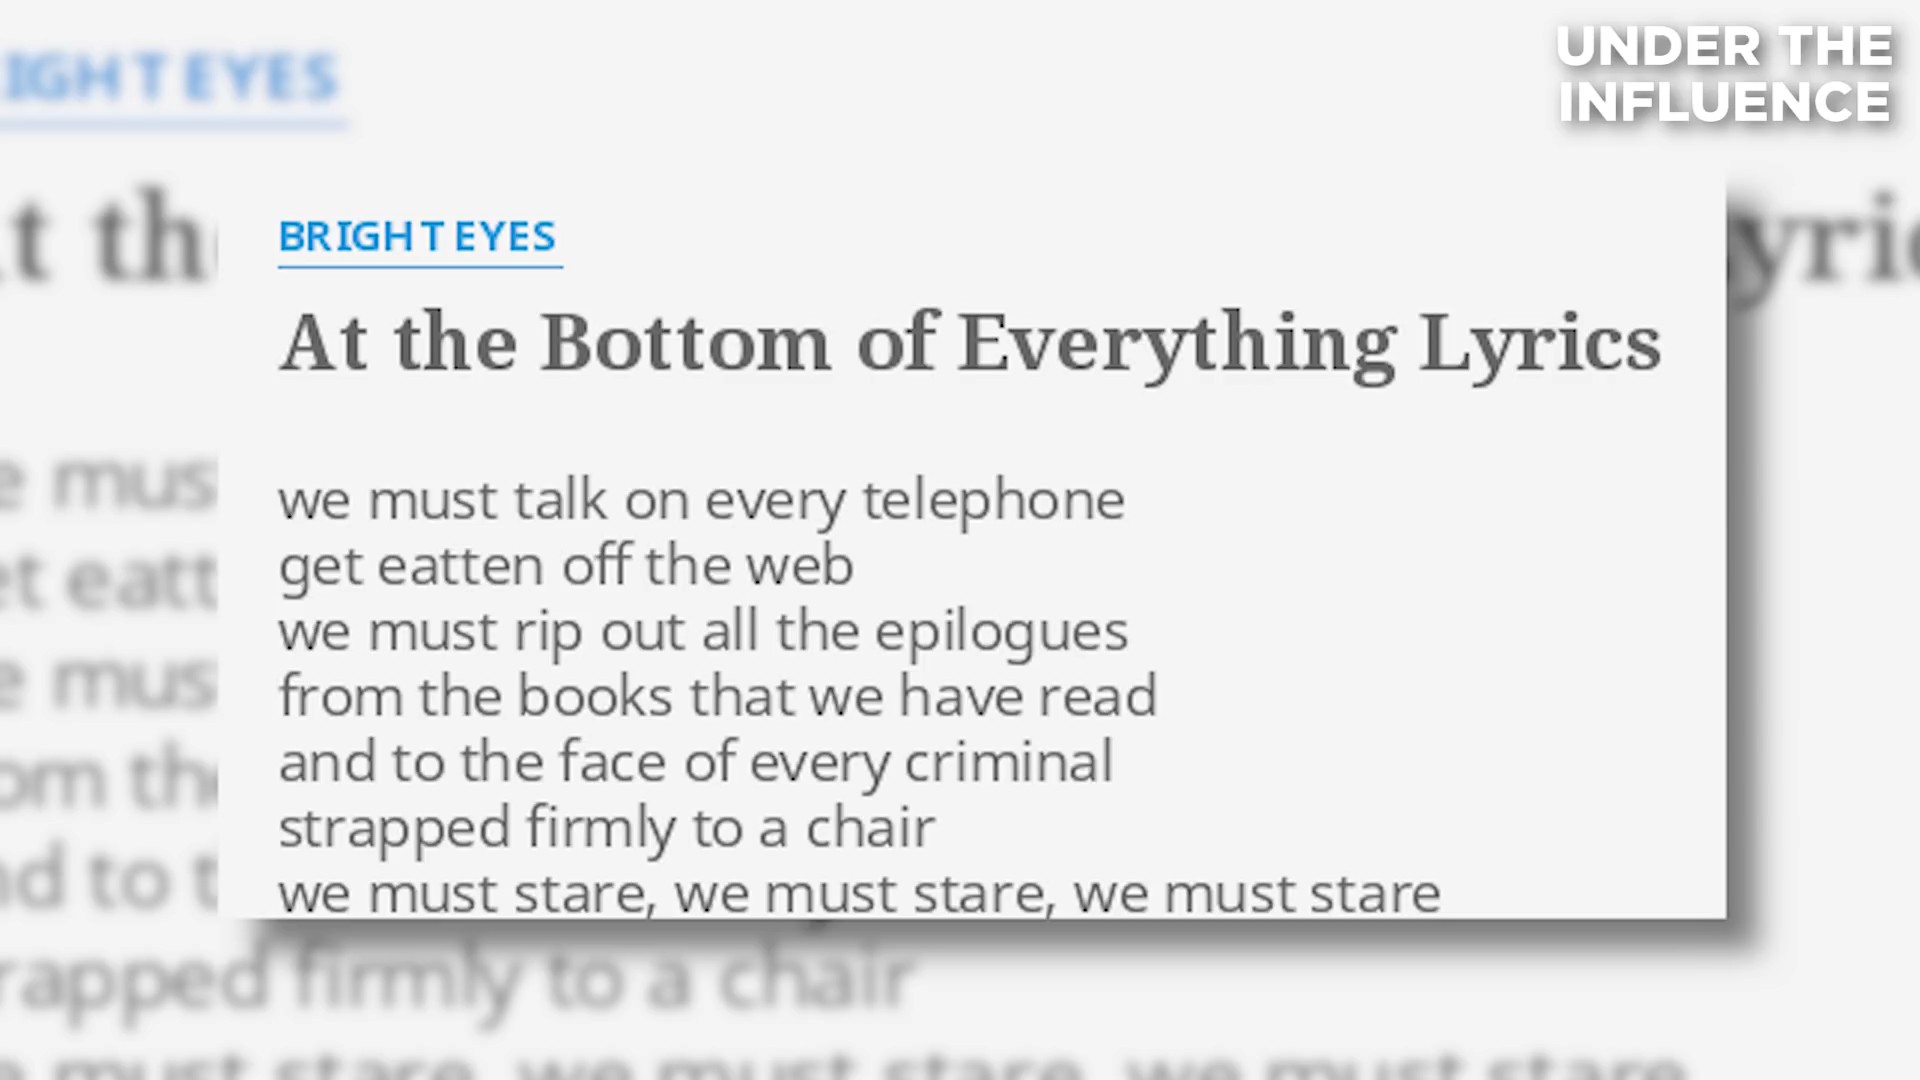 UNDER THE
INFLUENCE
BRIGHT EYES
At the Bottom of Everything Lyrics
we must talk on every telephone
get eatten off the web
we must rip out all the epilogues
from the books that we have read
and to the face of every criminal
strapped firmly to a chair
we must stare, we must stare, we must stare